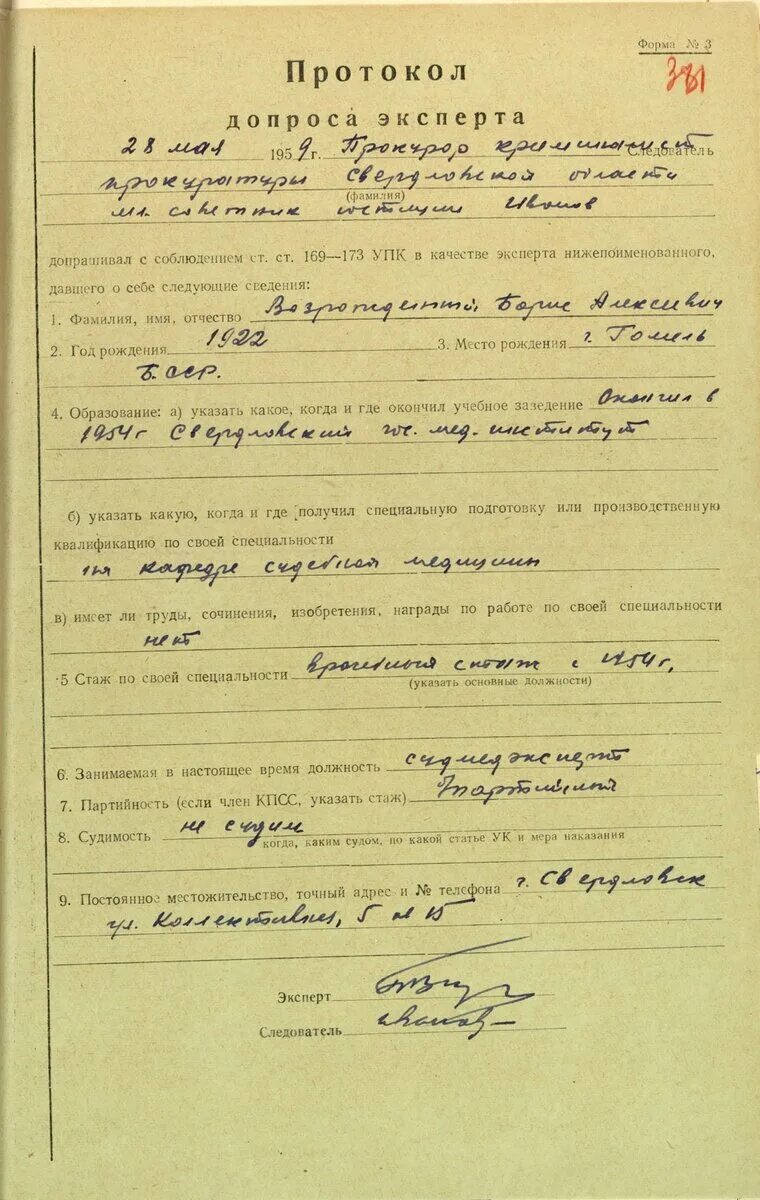 Форма № 3
381
Протокол
допроса эксперта
28 мая 1959 г. Прокурор криминалист Следователь
прокуратуры Свердловской области
(фамилия)
мл. советник юстиции Иванов
допрашивал с соблюдением ст. ст. 169—173 УПК в качестве эксперта нижепоименованного,
давшего о себе следующие сведения:
1. Фамилия, имя, отчество Возрожденный Борис Алексеевич
2. Год рождения 1922 3. Место рождения г. Гомель
БССР.
4. Образование: а) указать какое, когда и где окончил учебное заведение Окончил в
1954 г Свердловский гос. мед. институт
б) указать какую, когда и где получил специальную подготовку или производственную
квалификацию по своей специальности
на кафедре судебной медицины
в) имеет ли труды, сочинения, изобретения, награды по работе по своей специальности
нет
5 Стаж по своей специальности врачебный стаж с 1954 г.
(указать основные должности)
6. Занимаемая в настоящее время должность судмедэксперт
7. Партийность (если член КПСС, указать стаж)
8. Судимость не судим
когда, каким судом, по какой статье УК и мера наказания
9. Постоянное местожительство, точный адрес и № телефона г. Свердловск
ул. 5
Эксперт
Следователь Иванов